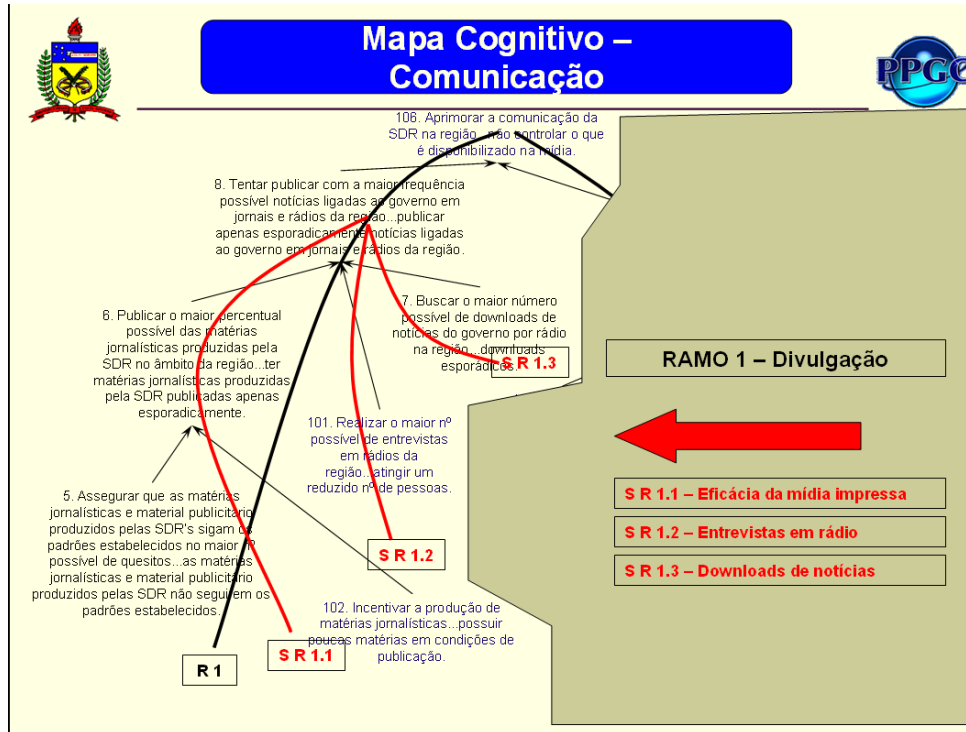 Mapa Cognitivo –
Comunicação
PPGC
106. Aprimorar a comunicação da
SDR na região...não controlar o que
é disponibilizado na mídia.
8. Tentar publicar com a maior frequência
possível notícias ligadas ao governo em
jornais e rádios da região...publicar
apenas esporadicamente notícias ligadas
ao governo em jornais e rádios da região.
6. Publicar o maior percentual
possível das matérias
jornalísticas produzidas pela
SDR no âmbito da região...ter
matérias jornalísticas produzidas
pela SDR publicadas apenas
esporadicamente.
7. Buscar o maior número
possível de downloads de
notícias do governo por rádio
na região...downloads
esporádicos.
S R 1.3
101. Realizar o maior nº
possível de entrevistas
em rádios da
região...atingir um
reduzido nº de pessoas.
5. Assegurar que as matérias
jornalísticas e material publicitário
produzidos pelas SDR's sigam os
padrões estabelecidos no maior nº
possível de quesitos...as matérias
jornalísticas e material publicitário
produzidos pelas SDR não seguirem os
padrões estabelecidos.
S R 1.2
102. Incentivar a produção de
matérias jornalísticas...possuir
poucas matérias em condições de
publicação.
S R 1.1
R 1
RAMO 1 – Divulgação
S R 1.1 – Eficácia da mídia impressa
S R 1.2 – Entrevistas em rádio
S R 1.3 – Downloads de notícias